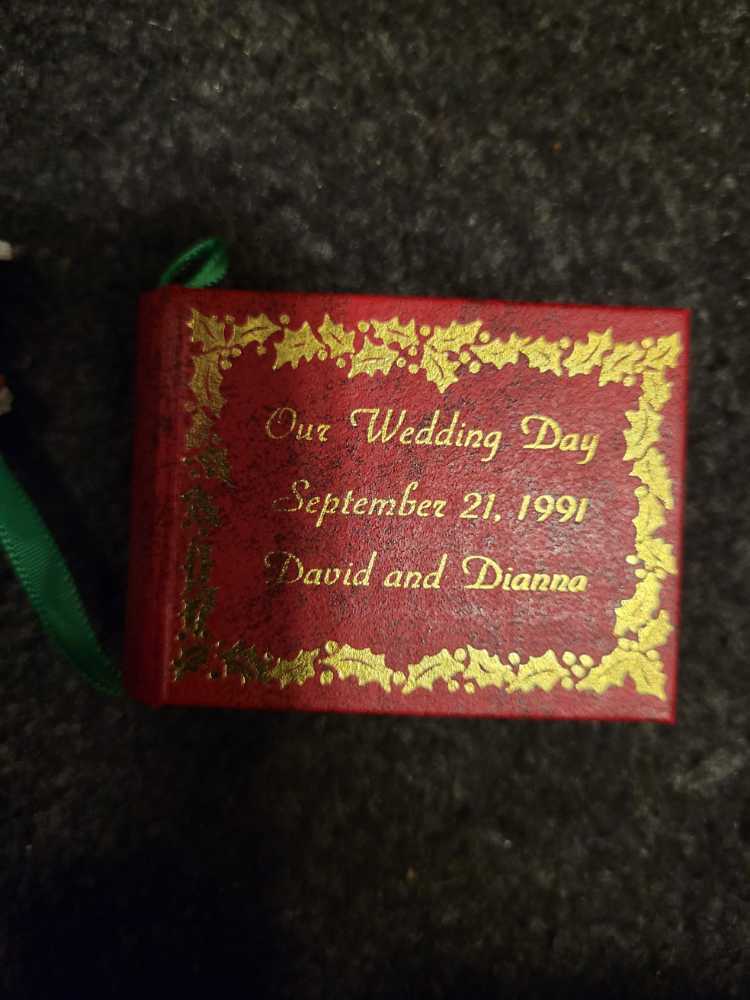 Our Wedding Day
September 21, 1991
David and Dianna